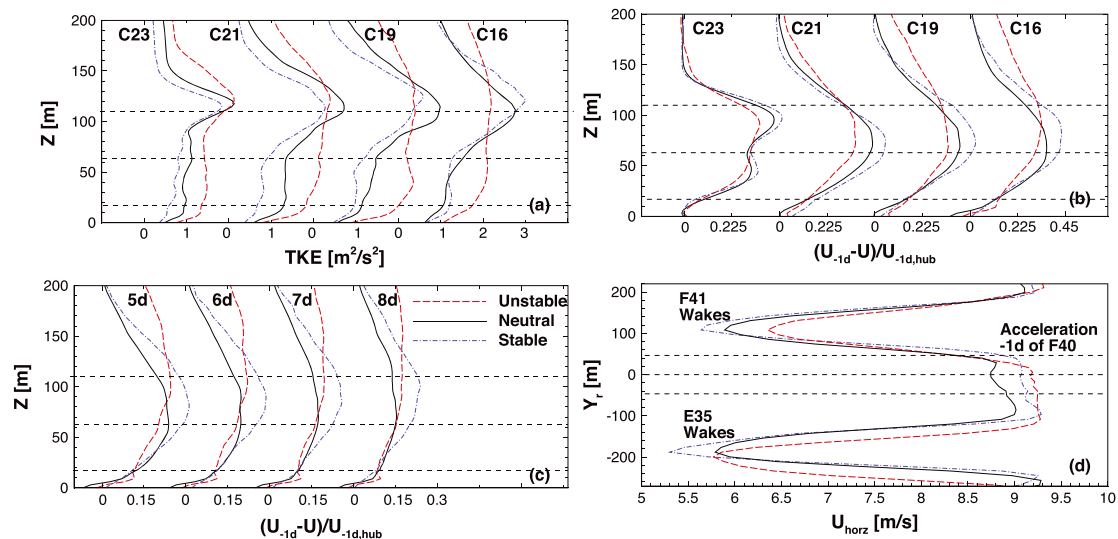 200
150
100
50
0
Z [m]
C23
C21
C19
C16
(a)
0 1 0 1 0 1 0 1 2 3
TKE [m²/s²]
200
150
100
50
0
Z [m]
C23
C21
C19
C16
(b)
0 0.225 0 0.225 0 0.225 0 0.225 0.45
(U-1d-U)/U-1d,hub
200
150
100
50
0
Z [m]
5d
6d
7d
8d
Unstable
Neutral
Stable
(c)
0 0.15 0 0.15 0 0.15 0 0.15 0.3
(U-1d-U)/U-1d,hub
200
100
0
-100
-200
Yr [m]
F41
Wakes
Acceleration
-1d of F40
E35
Wakes
(d)
5 5.5 6 6.5 7 7.5 8 8.5 9 9.5 10
Uhorz [m/s]